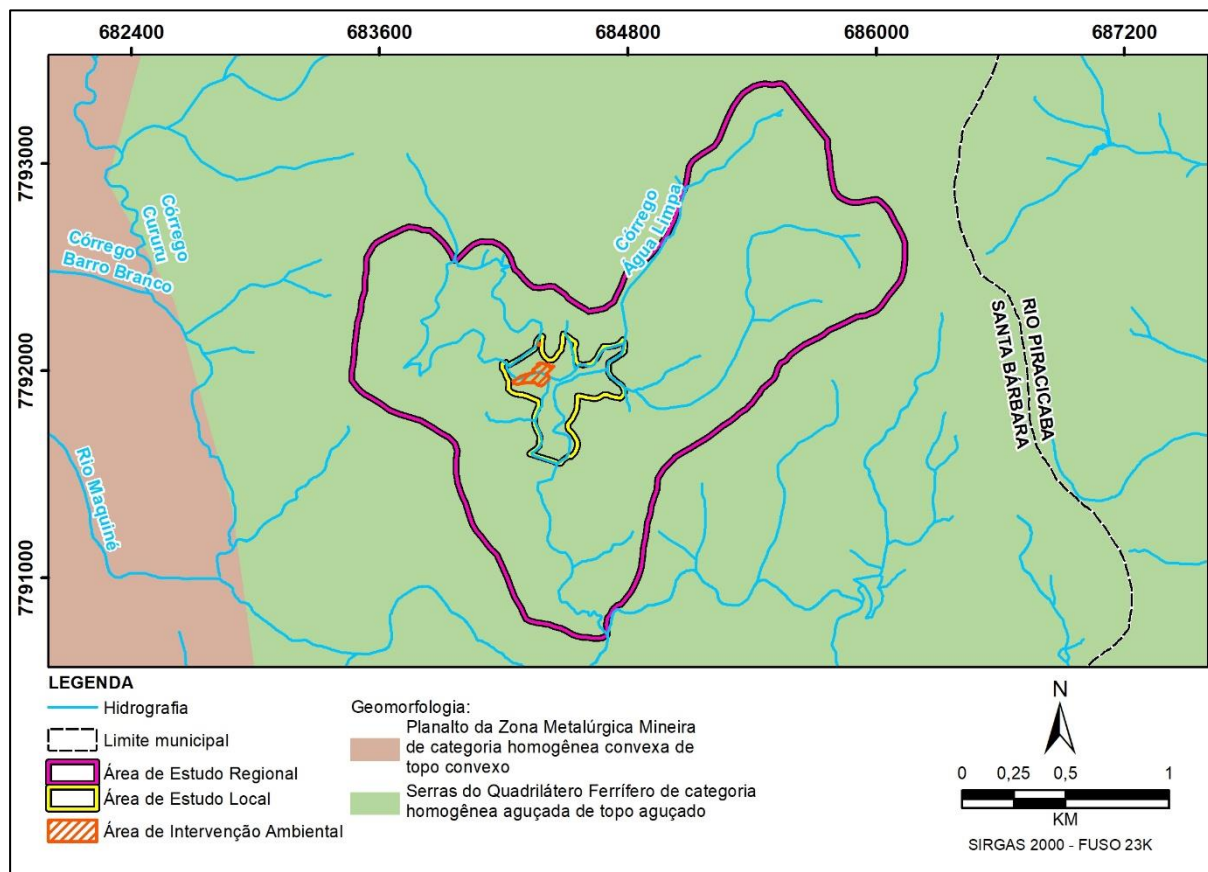 682400
683600
684800
686000
687200
7793000
7792000
7791000
Córrego
Cururu
Córrego
Barro Branco
Rio Maquiné
Córrego
Água Limpa
RIO PIRACICABA
SANTA BÁRBARA
LEGENDA
Hidrografia
Limite municipal
Área de Estudo Regional
Área de Estudo Local
Área de Intervenção Ambiental
Geomorfologia:
Planalto da Zona Metalúrgica Mineira
de categoria homogênea convexa de
topo convexo
Serras do Quadrilátero Ferrífero de categoria
homogênea aguçada de topo aguçado
N
0 0,25 0,5 1
KM
SIRGAS 2000 - FUSO 23K